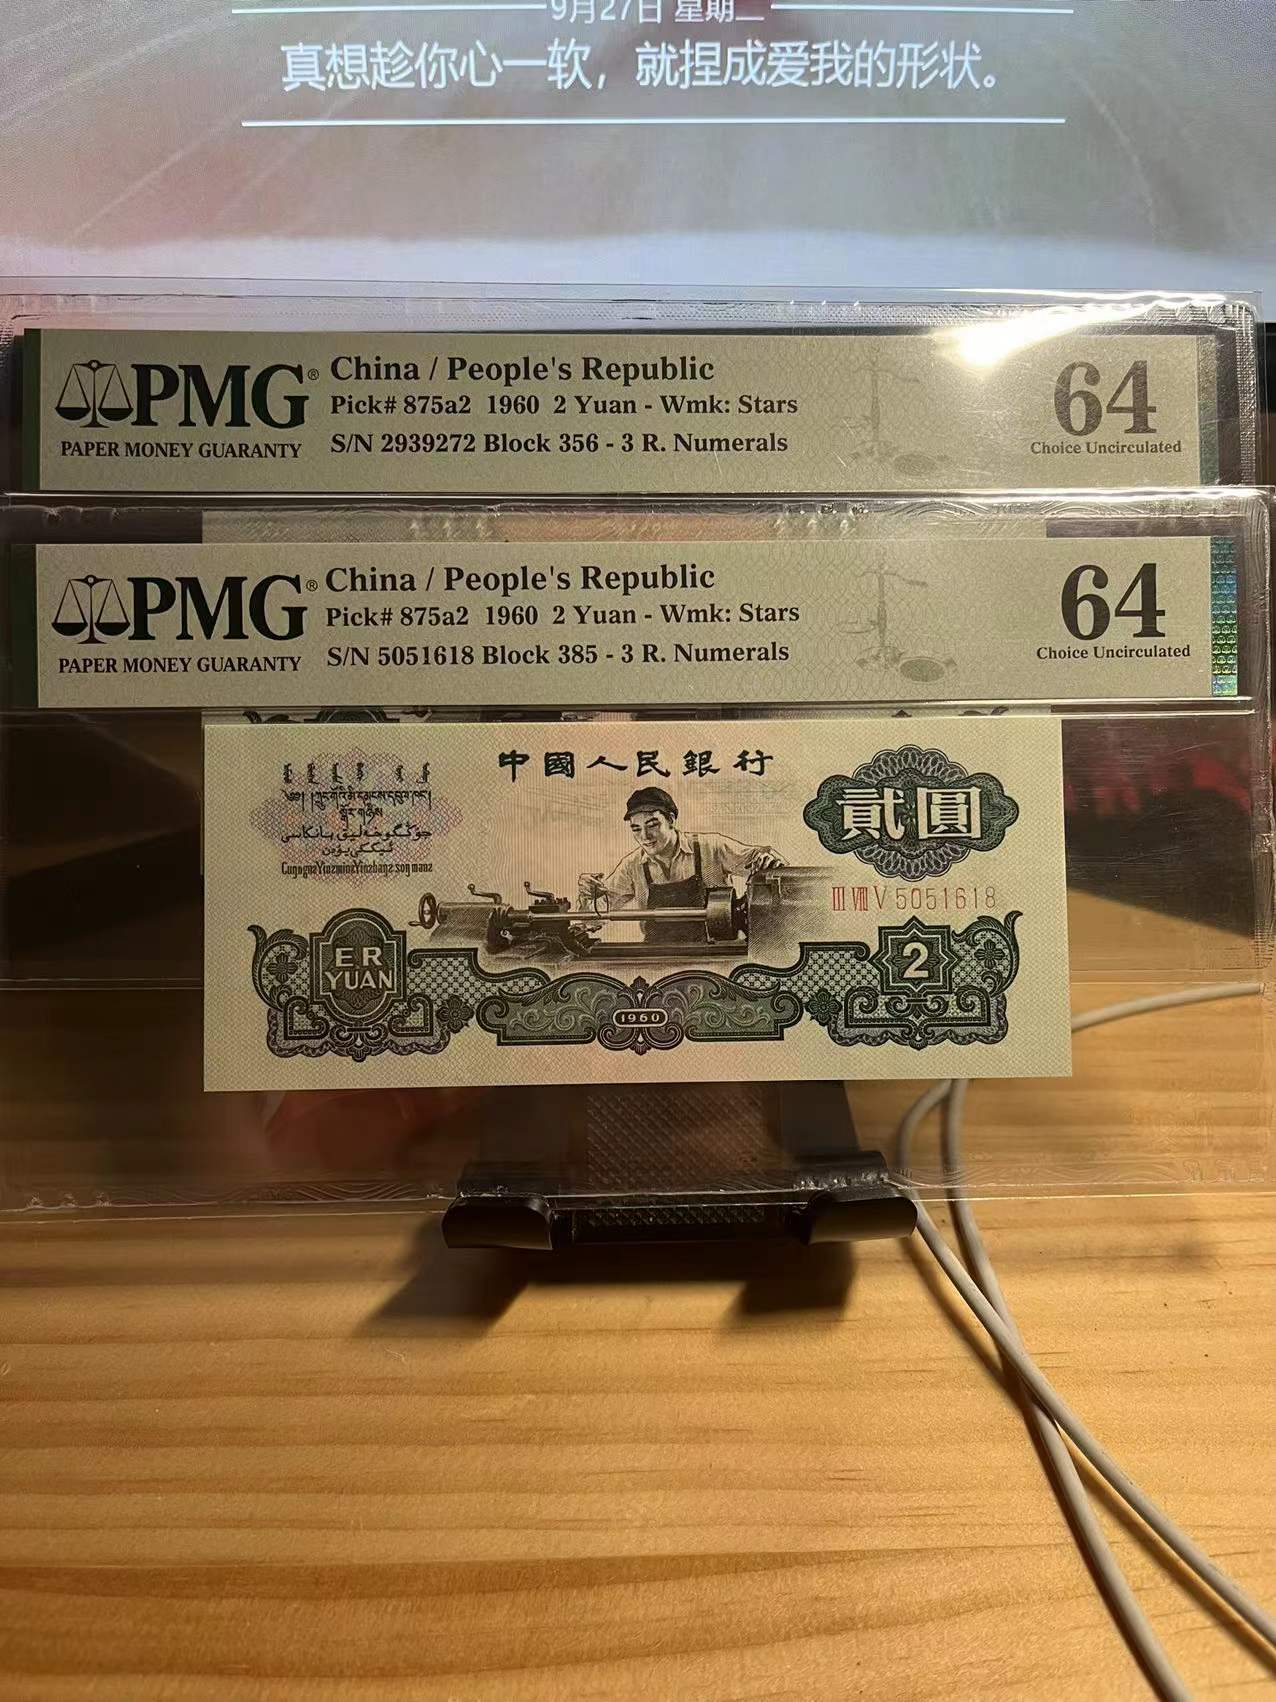 9月27日 星期二
真想趁你心一软，就捏成爱我的形状。
PMG®
PAPER MONEY GUARANTY
China / People's Republic
Pick# 875a2 1960 2 Yuan - Wmk: Stars
S/N 2939272 Block 356 - 3 R. Numerals
64
Choice Uncirculated
PMG®
PAPER MONEY GUARANTY
China / People's Republic
Pick# 875a2 1960 2 Yuan - Wmk: Stars
S/N 5051618 Block 385 - 3 R. Numerals
64
Choice Uncirculated
中國人民銀行
貳圓
III VIII V 5051618
ER
YUAN
2
1960